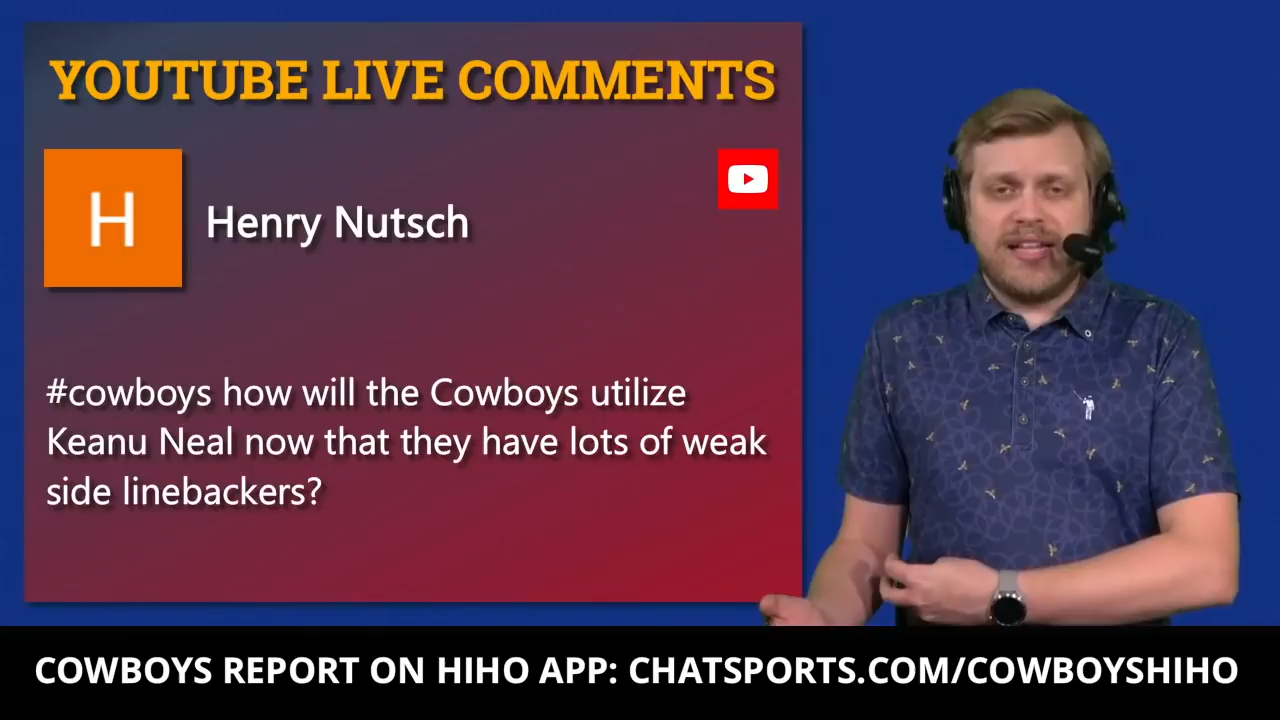 YOUTUBE LIVE COMMENTS
H
Henry Nutsch
#cowboys how will the Cowboys utilize
Keanu Neal now that they have lots of weak
side linebackers?
COWBOYS REPORT ON HIHO APP: CHATSPORTS.COM/COWBOYSHIHO